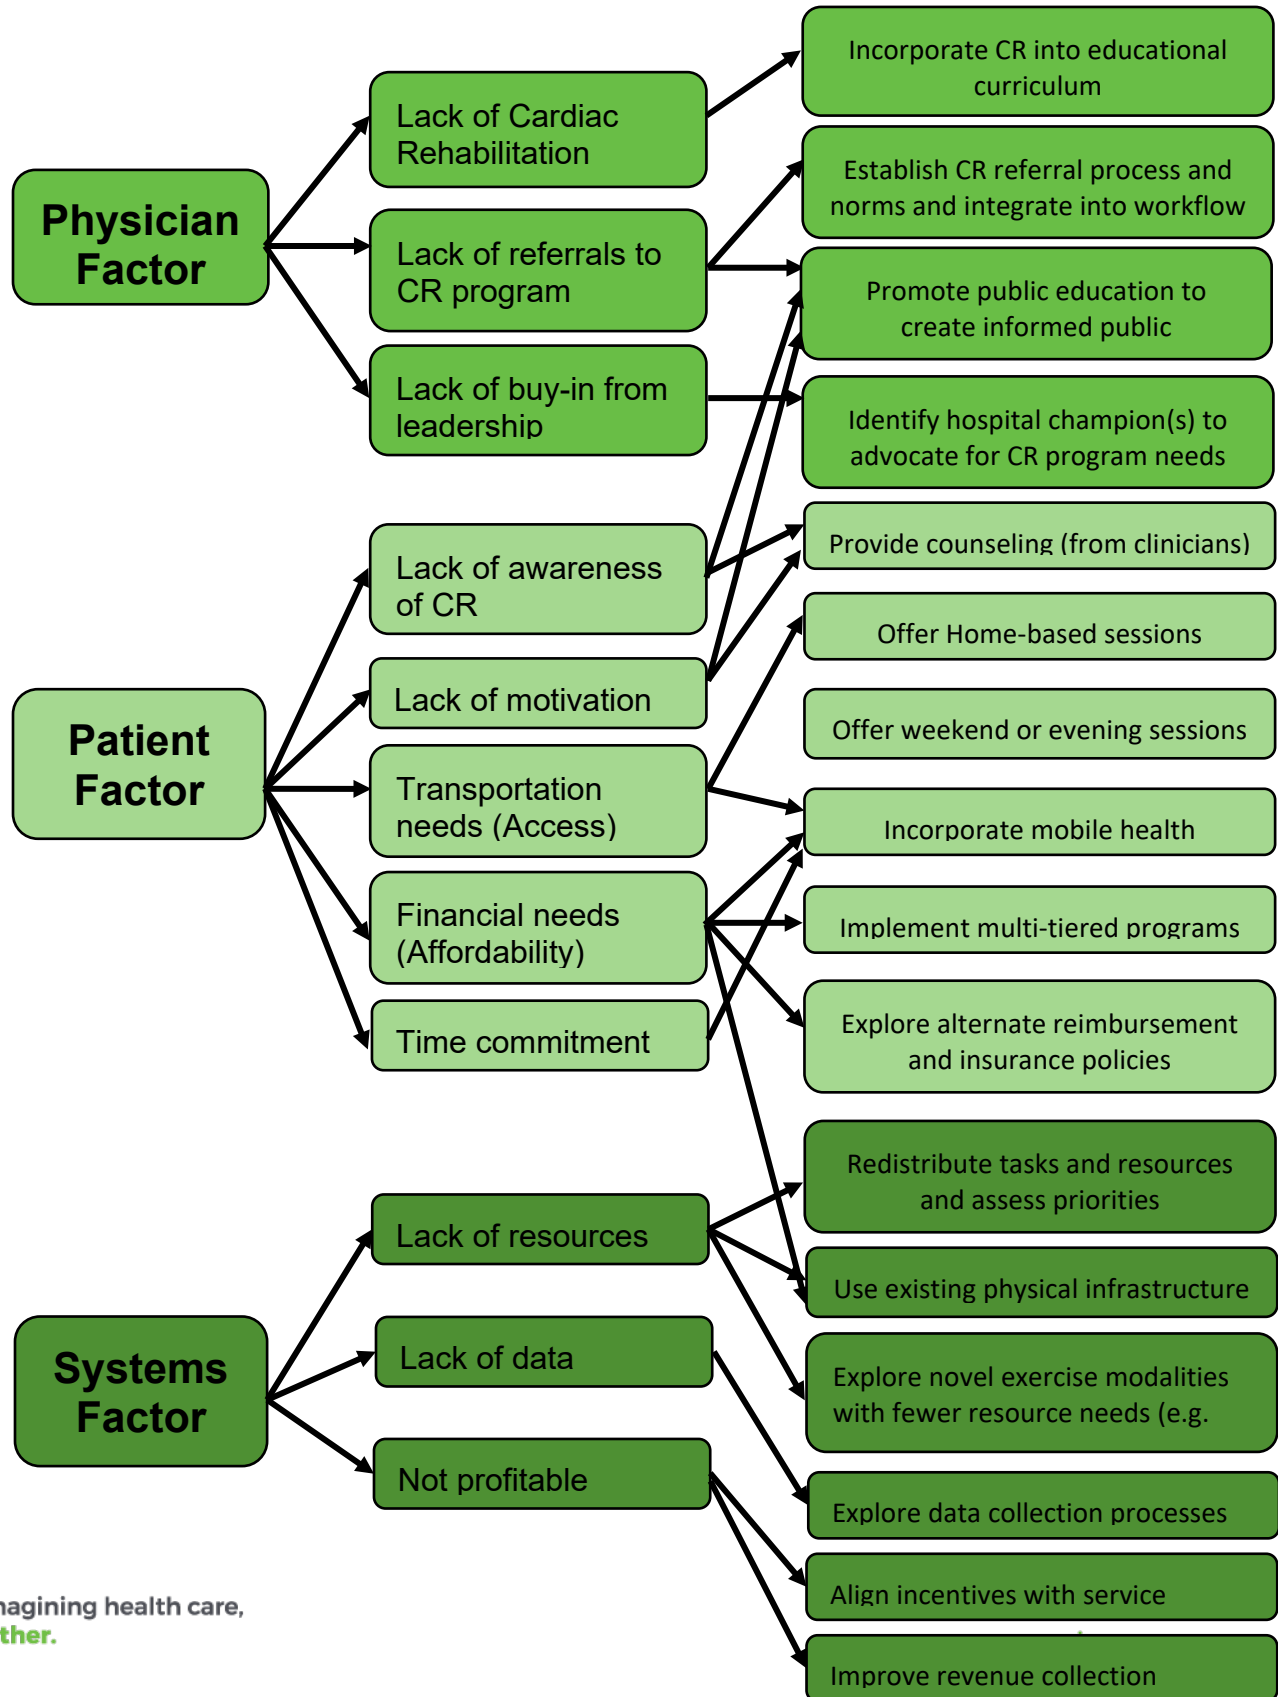 Physician
Factor
Lack of Cardiac
Rehabilitation
Lack of referrals to
CR program
Lack of buy-in from
leadership
Incorporate CR into educational
curriculum
Establish CR referral process and
norms and integrate into workflow
Promote public education to
create informed public
Identify hospital champion(s) to
advocate for CR program needs
Patient
Factor
Lack of awareness
of CR
Lack of motivation
Transportation
needs (Access)
Financial needs
(Affordability)
Time commitment
Provide counseling (from clinicians)
Offer Home-based sessions
Offer weekend or evening sessions
Incorporate mobile health
Implement multi-tiered programs
Explore alternate reimbursement
and insurance policies
Systems
Factor
Lack of resources
Lack of data
Not profitable
Redistribute tasks and resources
and assess priorities
Use existing physical infrastructure
Explore novel exercise modalities
with fewer resource needs (e.g.
Explore data collection processes
Align incentives with service
Improve revenue collection
nagining health care,
ther.